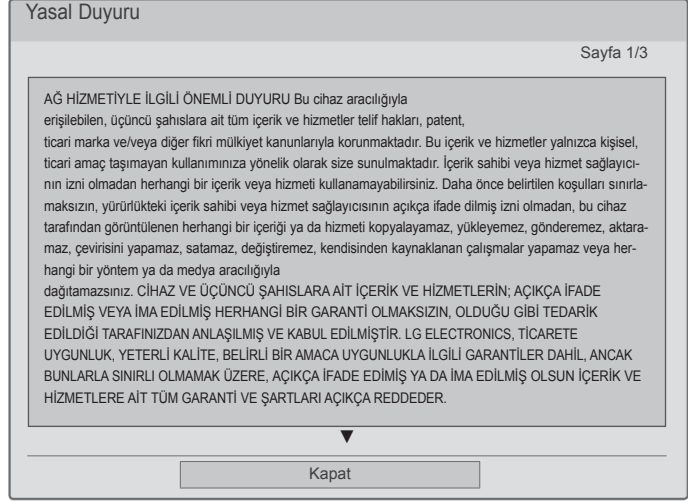 Yasal Duyuru
Sayfa 1/3
AĞ HİZMETİYLE İLGİLİ ÖNEMLİ DUYURU Bu cihaz aracılığıyla
erişilebilen, üçüncü şahıslara ait tüm içerik ve hizmetler telif hakları, patent,
ticari marka ve/veya diğer fikri mülkiyet kanunlarıyla korunmaktadır. Bu içerik ve hizmetler yalnızca kişisel,
ticari amaç taşımayan kullanımınıza yönelik olarak size sunulmaktadır. İçerik sahibi veya hizmet sağlayıcı-
nın izni olmadan herhangi bir içerik veya hizmeti kullanamayabilirsiniz. Daha önce belirtilen koşulları sınırla-
maksızın, yürürlükteki içerik sahibi veya hizmet sağlayıcısının açıkça ifade dilmiş izni olmadan, bu cihaz
tarafından görüntülenen herhangi bir içeriği ya da hizmeti kopyalayamaz, yükleyemez, gönderemez, aktara-
maz, çevirisini yapamaz, satamaz, değiştiremez, kendisinden kaynaklanan çalışmalar yapamaz veya her-
hangi bir yöntem ya da medya aracılığıyla
dağıtamazsınız. CİHAZ VE ÜÇÜNCÜ ŞAHISLARA AİT İÇERİK VE HİZMETLERİN; AÇIKÇA İFADE
EDİLMİŞ VEYA İMA EDİLMİŞ HERHANGİ BİR GARANTİ OLMAKSIZIN, OLDUĞU GİBİ TEDARİK
EDİLDİĞİ TARAFINIZDAN ANLAŞILMIŞ VE KABUL EDİLMİŞTİR. LG ELECTRONICS, TİCARETE
UYGUNLUK, YETERLİ KALİTE, BELİRLİ BİR AMACA UYGUNLUKLA İLGİLİ GARANTİLER DAHİL, ANCAK
BUNLARLA SINIRLI OLMAMAK ÜZERE, AÇIKÇA İFADE EDİMİŞ YA DA İMA EDİLMİŞ OLSUN İÇERİK VE
HİZMETLERE AİT TÜM GARANTİ VE ŞARTLARI AÇIKÇA REDDEDER.
Kapat